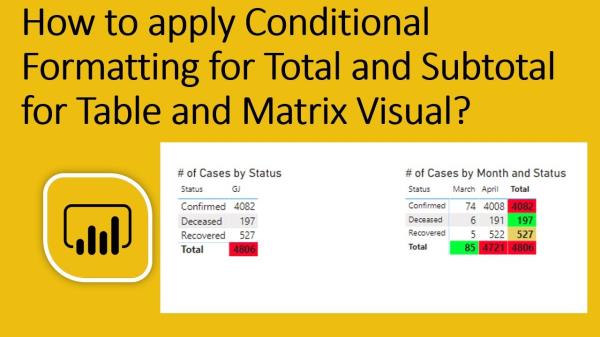 How to apply Conditional
Formatting for Total and Subtotal
for Table and Matrix Visual?
# of Cases by Status
Status GJ
Confirmed 4082
Deceased 197
Recovered 527
Total 4806
# of Cases by Month and Status
Status March April Total
Confirmed 74 4008 4082
Deceased 6 191 197
Recovered 5 522 527
Total 85 4721 4806